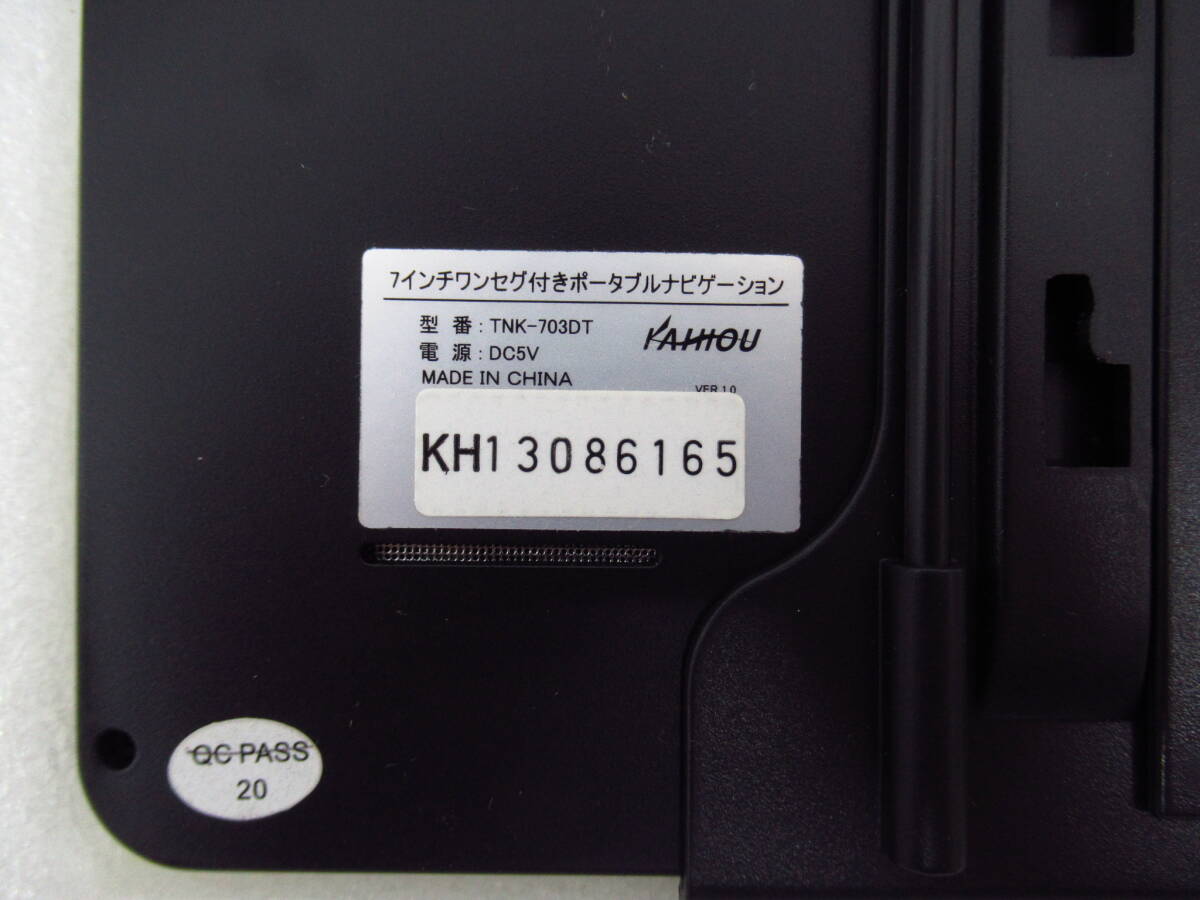 7インチワンセグ付きポータブルナビゲーション
型 番 : TNK-703DT
KAIHOU
電 源 : DC5V
MADE IN CHINA
VER 1.0
KH13086165
QC PASS
20